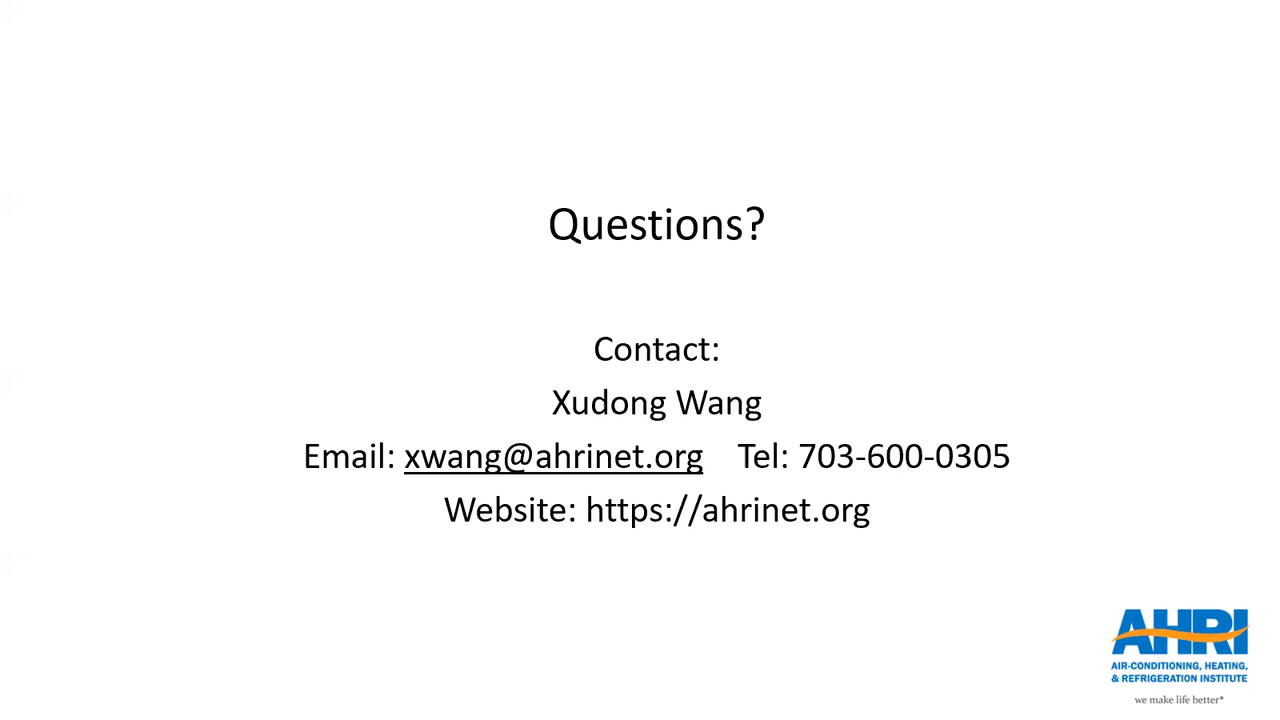 Questions?
Contact:
Xudong Wang
Email: xwang@ahrinet.org Tel: 703-600-0305
Website: https://ahrinet.org
AHRI
AIR-CONDITIONING, HEATING,
& REFRIGERATION INSTITUTE
we make life better*